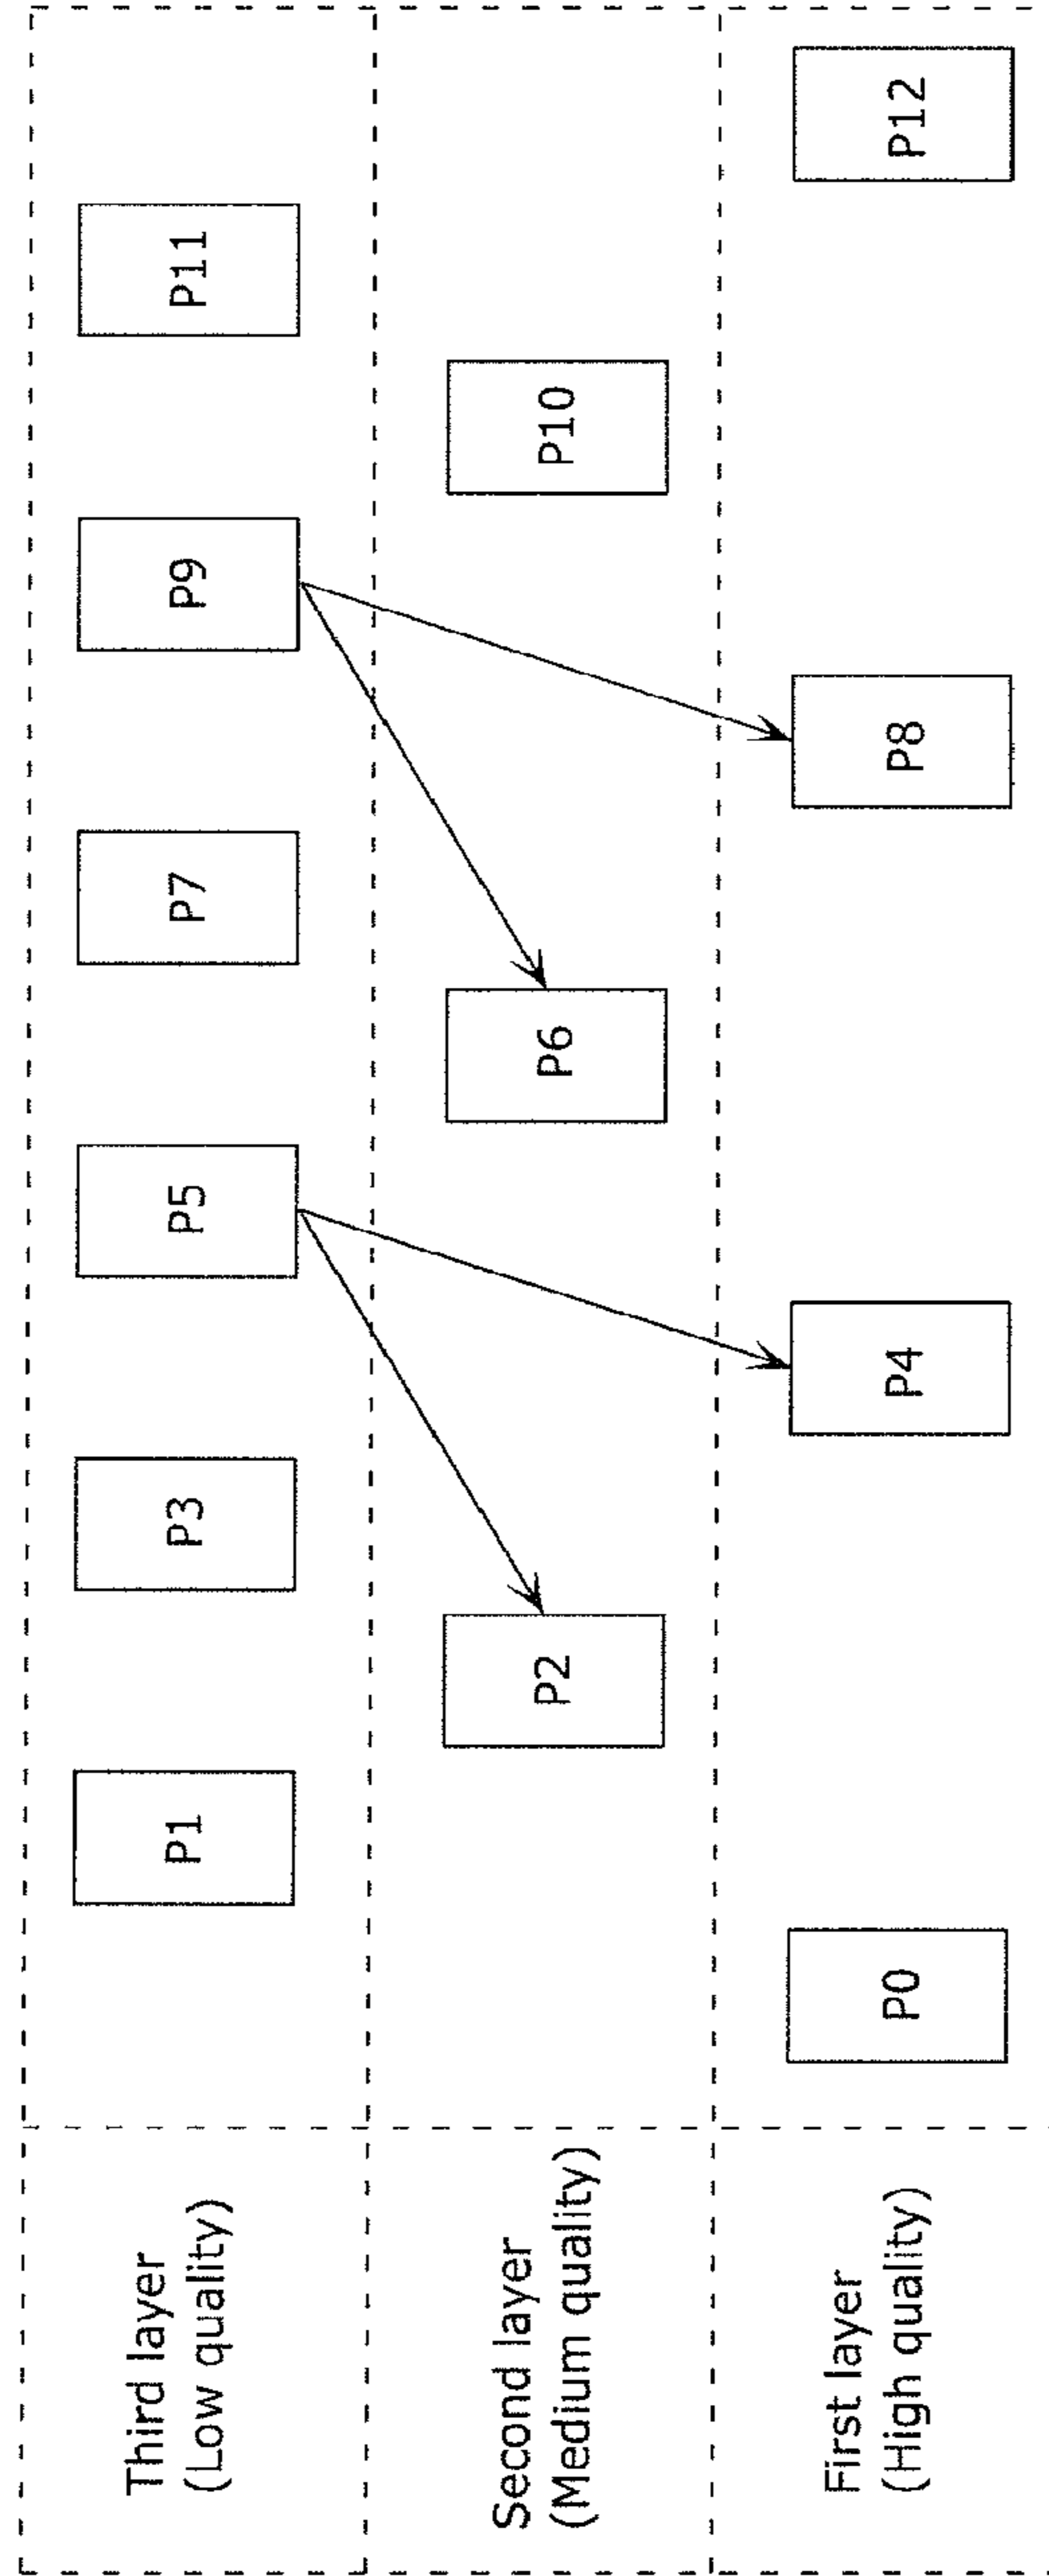 Third layer
(Low quality)
P1
P3
P5
P7
P9
P11
Second layer
(Medium quality)
P2
P6
P10
First layer
(High quality)
P0
P4
P8
P12